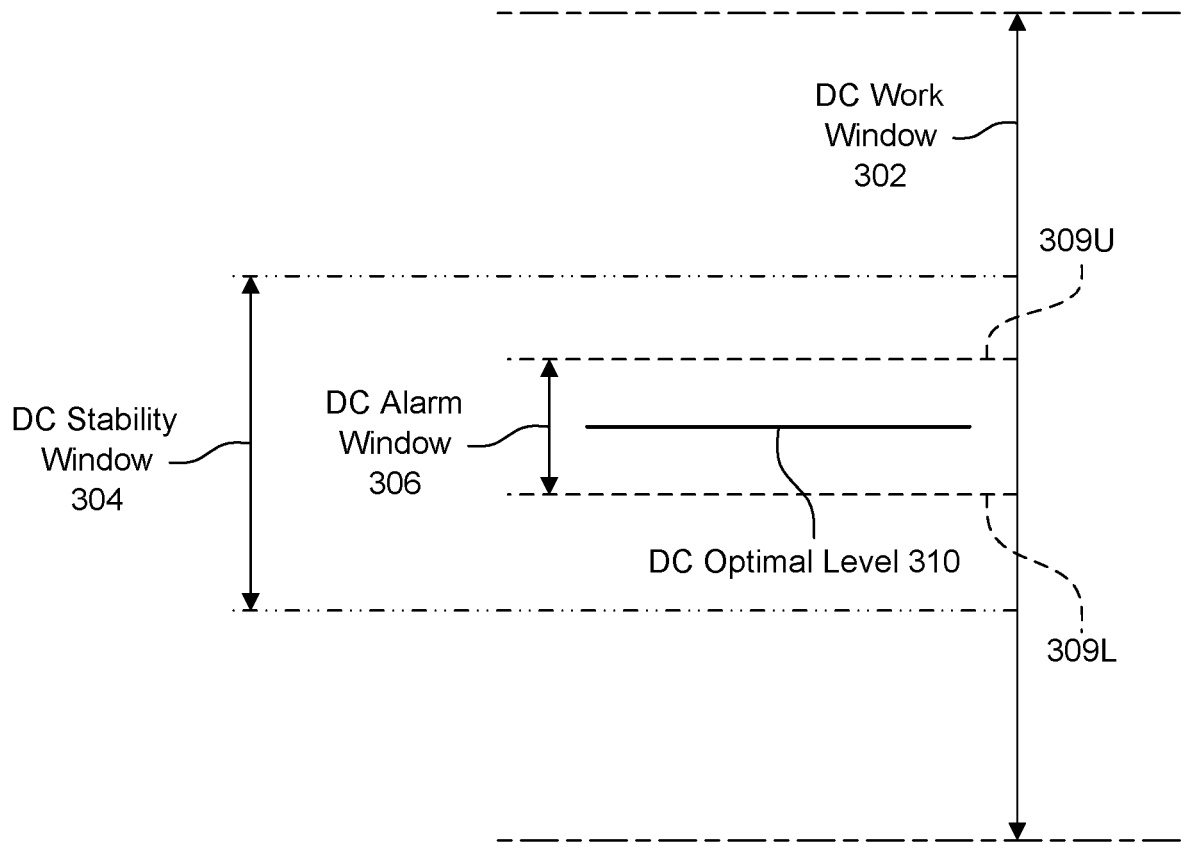 DC Work
Window
302
309U
DC Stability
Window
304
DC Alarm
Window
306
DC Optimal Level 310
309L